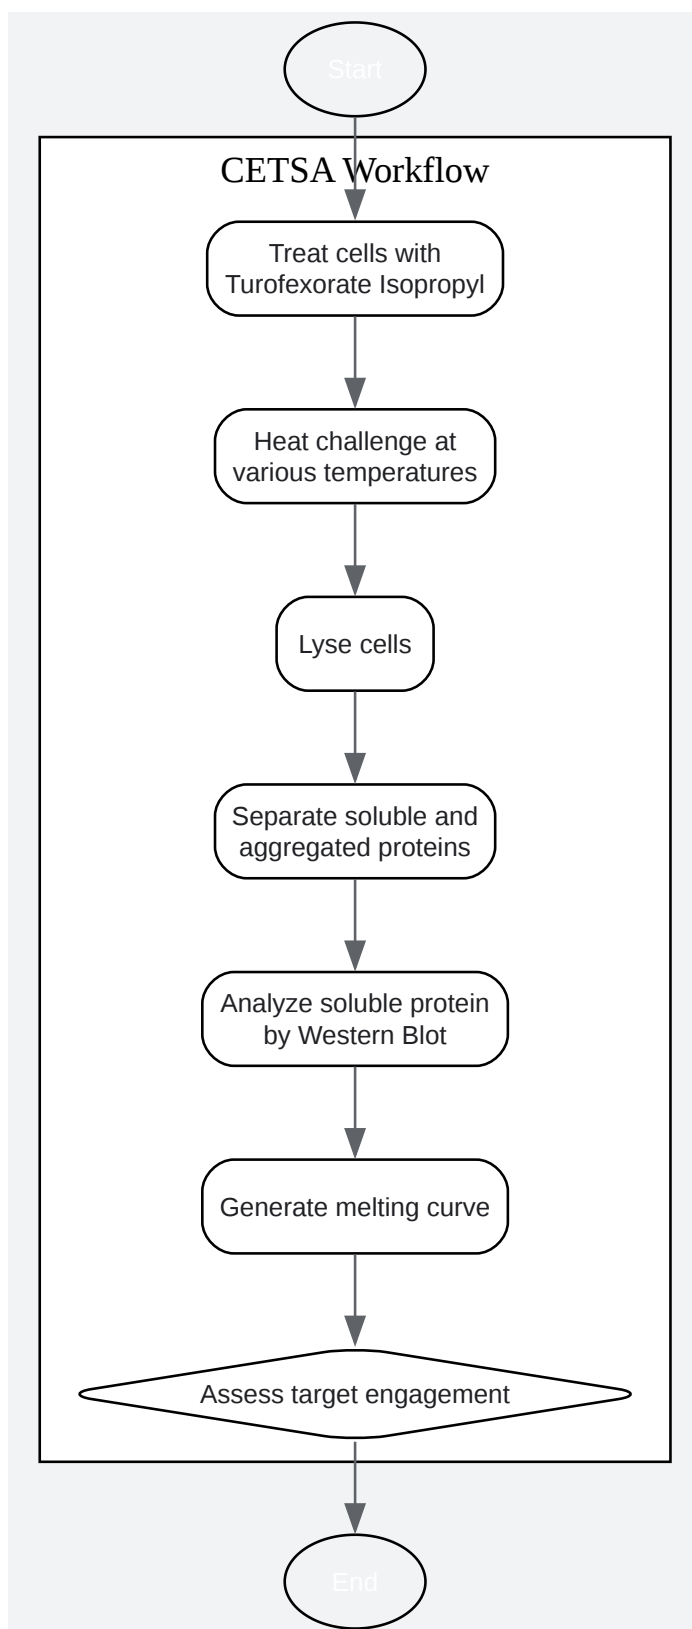 Start
CETSA Workflow
Treat cells with
Turofexorate Isopropyl
Heat challenge at
various temperatures
Lyse cells
Separate soluble and
aggregated proteins
Analyze soluble protein
by Western Blot
Generate melting curve
Assess target engagement
End